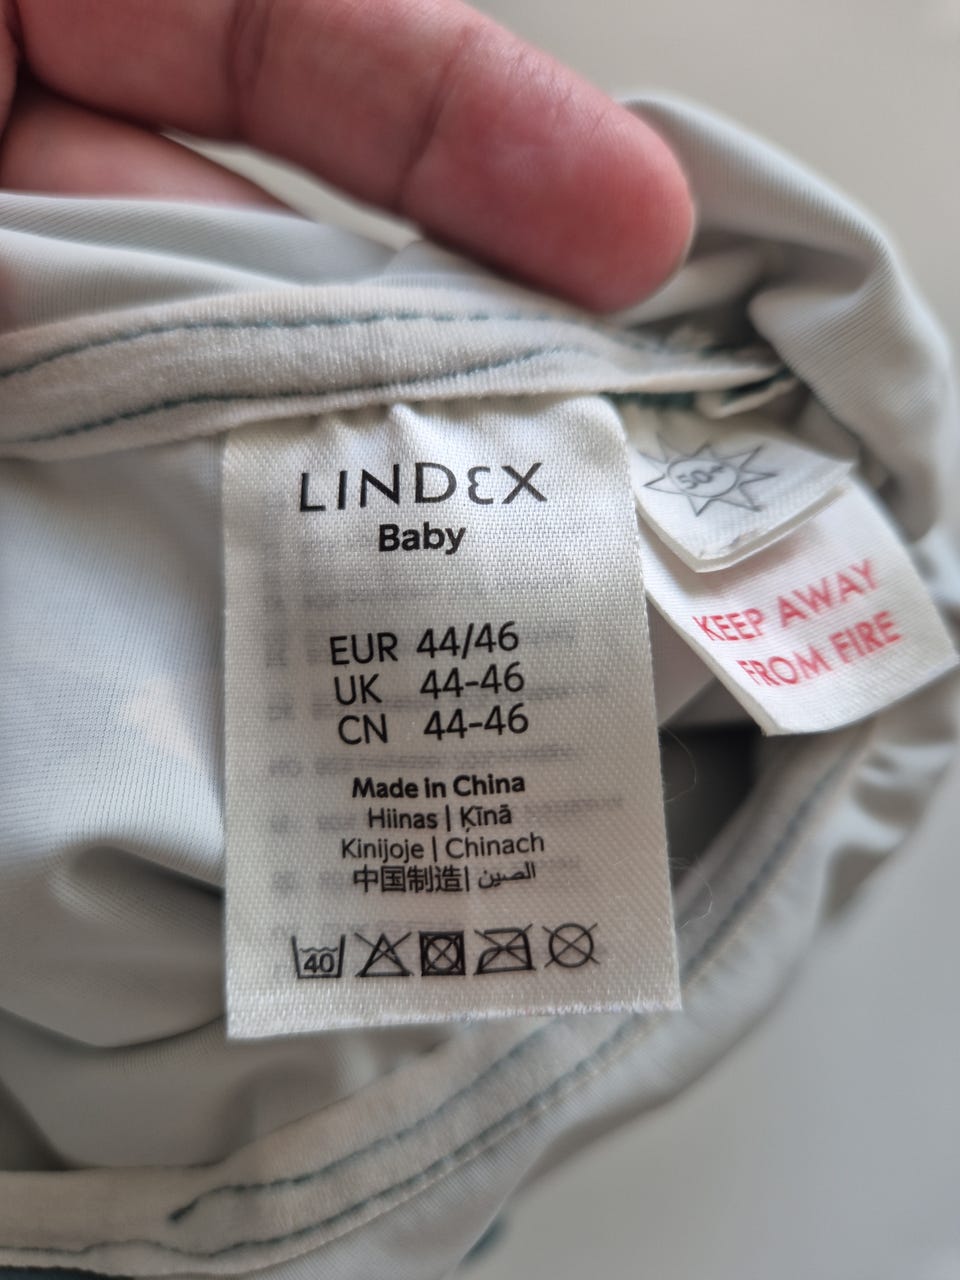 LINDEX
Baby
EUR 44/46
UK 44-46
CN 44-46
Made in China
Hiinas | Ķīnā
Kinijoje | Chinach
中国制造| الصين
40
50+
KEEP AWAY
FROM FIRE